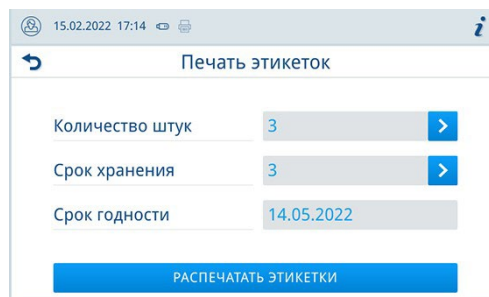 15.02.2022 17:14
i
Печать этикеток
Количество штук 3
Срок хранения 3
Срок годности 14.05.2022
РАСПЕЧАТАТЬ ЭТИКЕТКИ